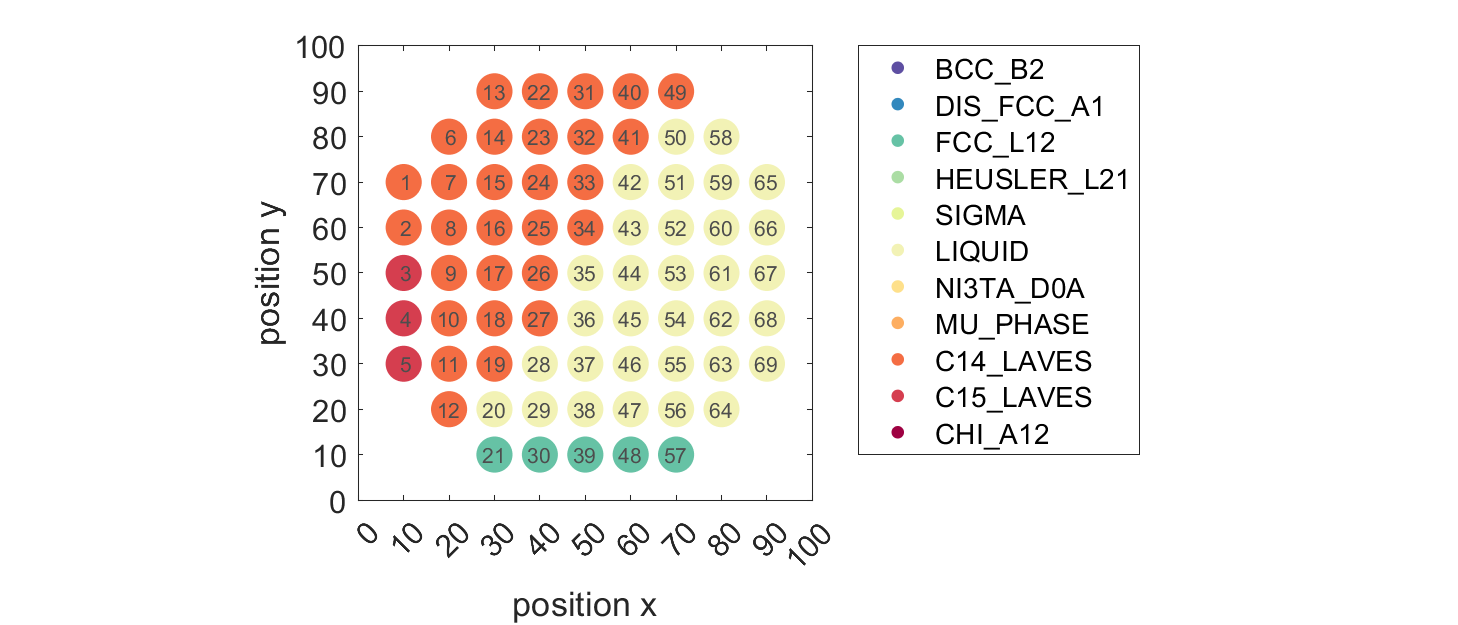 100
13 22 31 40 49
90
6 14 23 32 41 50 58
80
1 7 15 24 33 42 51 59 65
70
2 8 16 25 34 43 52 60 66
60
3 9 17 26 35 44 53 61 67
50
4 10 18 27 36 45 54 62 68
40
5 11 19 28 37 46 55 63 69
30
12 20 29 38 47 56 64
20
21 30 39 48 57
10
0
position y
0 10 20 30 40 50 60 70 80 90 100
position x
BCC_B2
DIS_FCC_A1
FCC_L12
HEUSLER_L21
SIGMA
LIQUID
NI3TA_D0A
MU_PHASE
C14_LAVES
C15_LAVES
CHI_A12